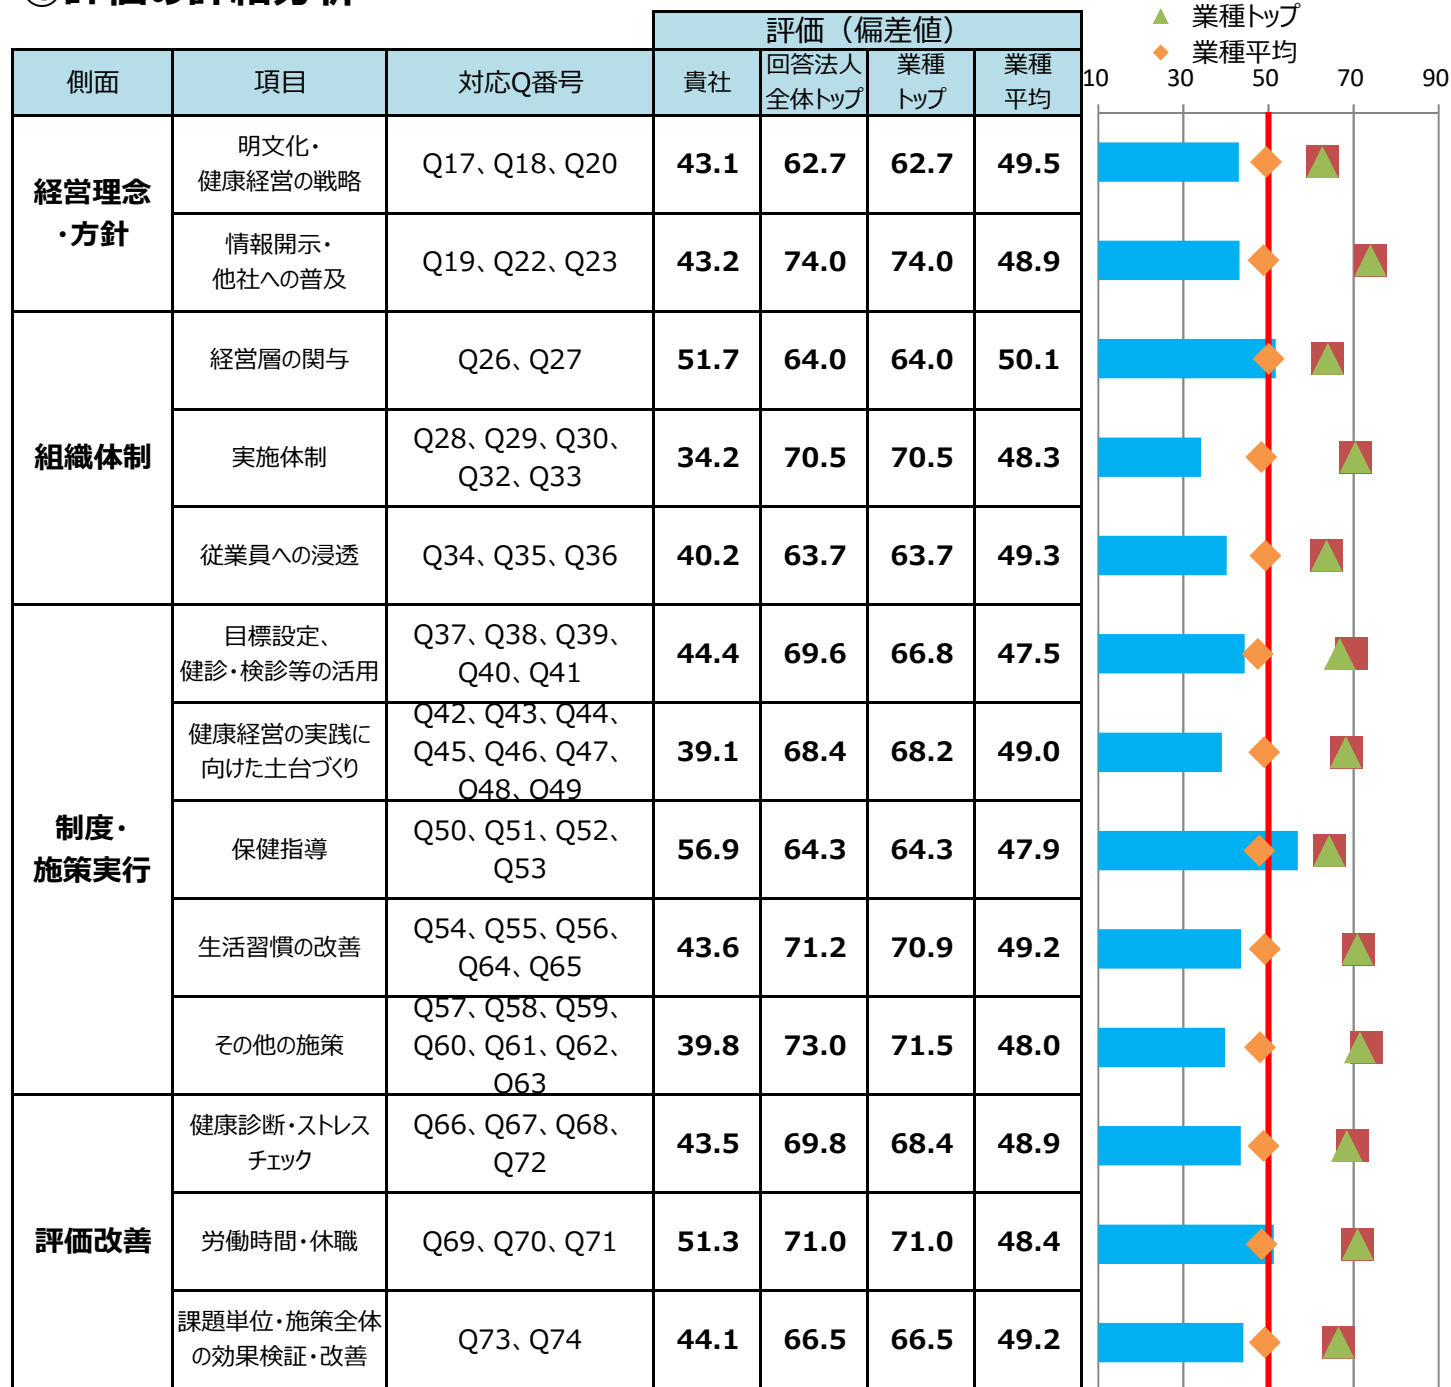 ▲ 業種トップ
◆ 業種平均
評価（偏差値）
側面 項目 対応Q番号 貴社 回答法人 業種 業種
全体トップ トップ 平均
10 30 50 70 90
経営理念
・方針
明文化・
健康経営の戦略
Q17、Q18、Q20 43.1 62.7 62.7 49.5
情報開示・
他社への普及
Q19、Q22、Q23 43.2 74.0 74.0 48.9
組織体制
経営層の関与 Q26、Q27 51.7 64.0 64.0 50.1
実施体制
Q28、Q29、Q30、
Q32、Q33
34.2 70.5 70.5 48.3
従業員への浸透 Q34、Q35、Q36 40.2 63.7 63.7 49.3
制度・
施策実行
目標設定、
健診・検診等の活用
Q37、Q38、Q39、
Q40、Q41
44.4 69.6 66.8 47.5
健康経営の実践に
向けた土台づくり
Q42、Q43、Q44、
Q45、Q46、Q47、
Q48、Q49
39.1 68.4 68.2 49.0
保健指導
Q50、Q51、Q52、
Q53
56.9 64.3 64.3 47.9
生活習慣の改善
Q54、Q55、Q56、
Q64、Q65
43.6 71.2 70.9 49.2
その他の施策
Q57、Q58、Q59、
Q60、Q61、Q62、
Q63
39.8 73.0 71.5 48.0
評価改善
健康診断・ストレス
チェック
Q66、Q67、Q68、
Q72
43.5 69.8 68.4 48.9
労働時間・休職 Q69、Q70、Q71 51.3 71.0 71.0 48.4
課題単位・施策全体
の効果検証・改善
Q73、Q74 44.1 66.5 66.5 49.2